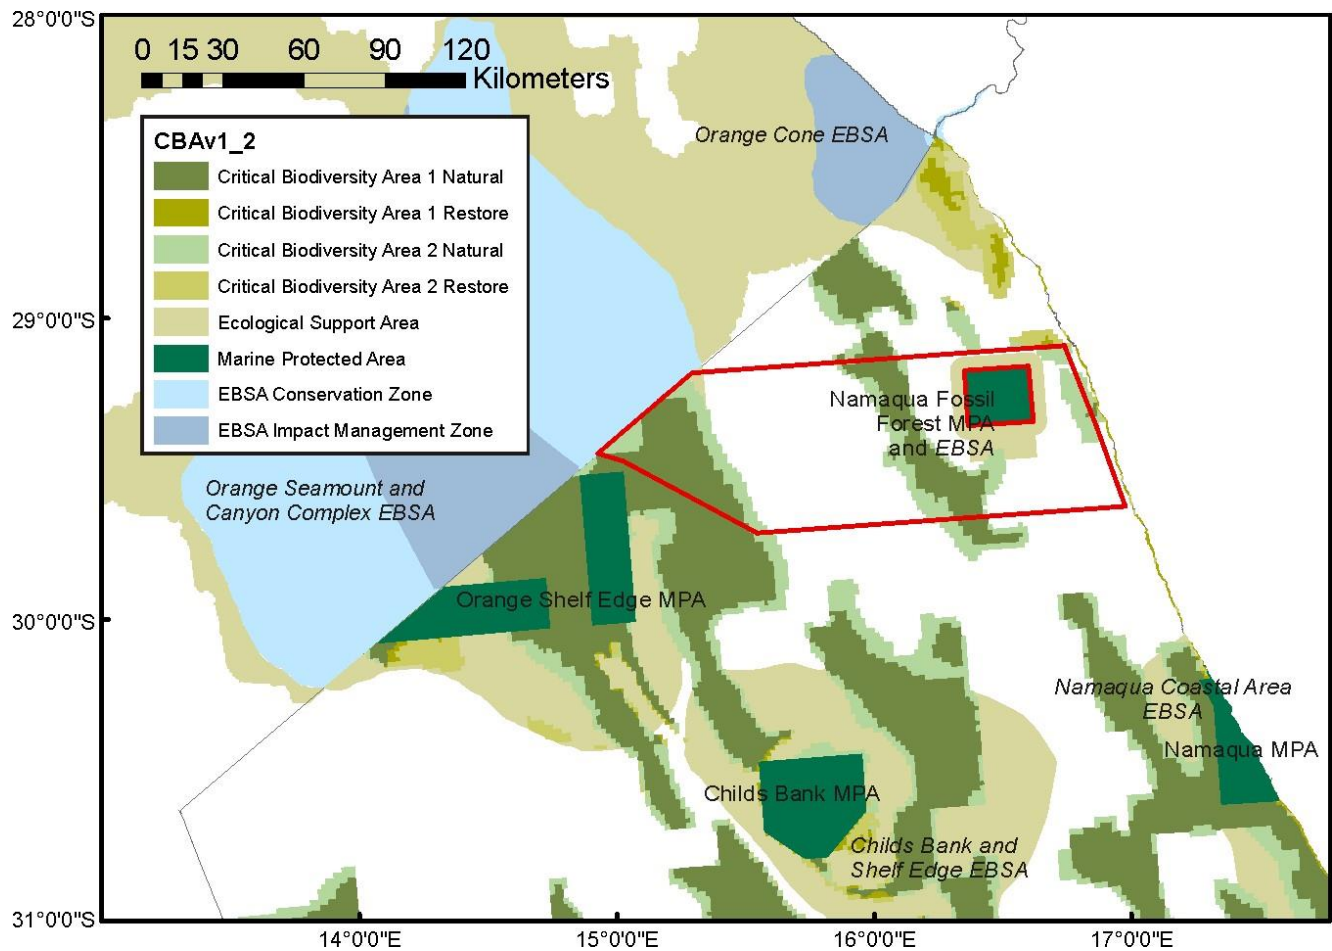 28°0'0"S
0 15 30 60 90 120
Kilometers
CBAv1_2
Critical Biodiversity Area 1 Natural
Critical Biodiversity Area 1 Restore
Critical Biodiversity Area 2 Natural
Critical Biodiversity Area 2 Restore
Ecological Support Area
Marine Protected Area
EBSA Conservation Zone
EBSA Impact Management Zone
Orange Cone EBSA
29°0'0"S
Namaqua Fossil
Forest MPA
and EBSA
Orange Seamount and
Canyon Complex EBSA
30°0'0"S
Orange Shelf Edge MPA
Namaqua Coastal Area
EBSA
Namaqua MPA
Childs Bank MPA
Childs Bank and
Shelf Edge EBSA
31°0'0"S
14°0'0"E 15°0'0"E 16°0'0"E 17°0'0"E